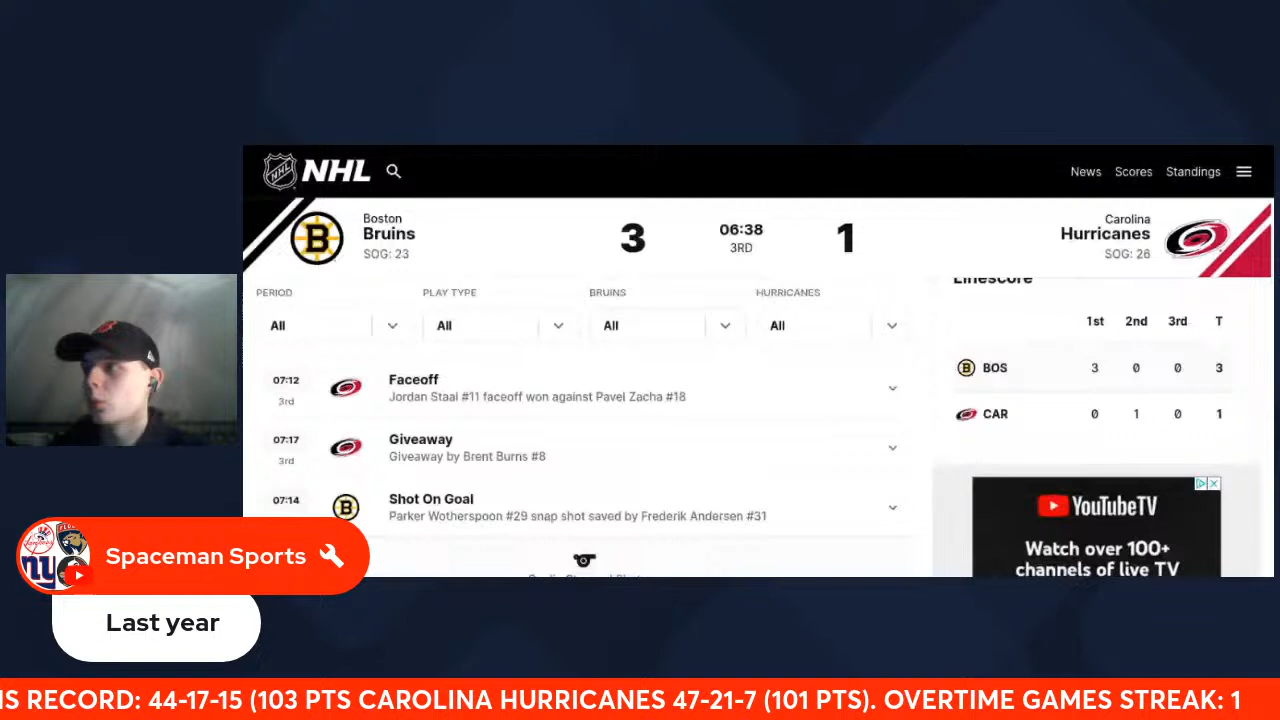 NHL
News Scores Standings
Boston
Bruins
SOG: 23
3
06:38
3RD
1
Carolina
Hurricanes
SOG: 26
PERIOD PLAY TYPE BRUINS HURRICANES
All All All All
Linescore
1st 2nd 3rd T
BOS 3 0 0 3
CAR 0 1 0 1
07:12
3rd
Faceoff
Jordan Staal #11 faceoff won against Pavel Zacha #18
07:17
3rd
Giveaway
Giveaway by Brent Burns #8
07:14
Shot On Goal
Parker Wotherspoon #29 snap shot saved by Frederik Andersen #31
YouTubeTV
Watch over 100+
channels of live TV
Spaceman Sports
Last year
NS RECORD: 44-17-15 (103 PTS CAROLINA HURRICANES 47-21-7 (101 PTS). OVERTIME GAMES STREAK: 1